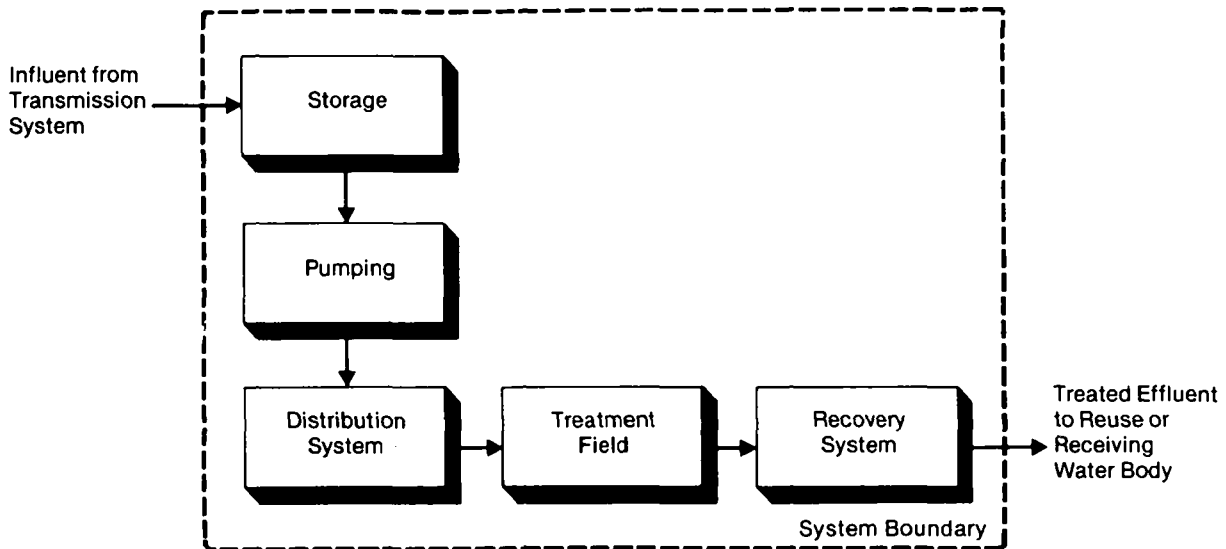 Influent from
Transmission
System
Storage
Pumping
Distribution
System
Treatment
Field
Recovery
System
Treated Effluent
to Reuse or
Receiving
Water Body
System Boundary